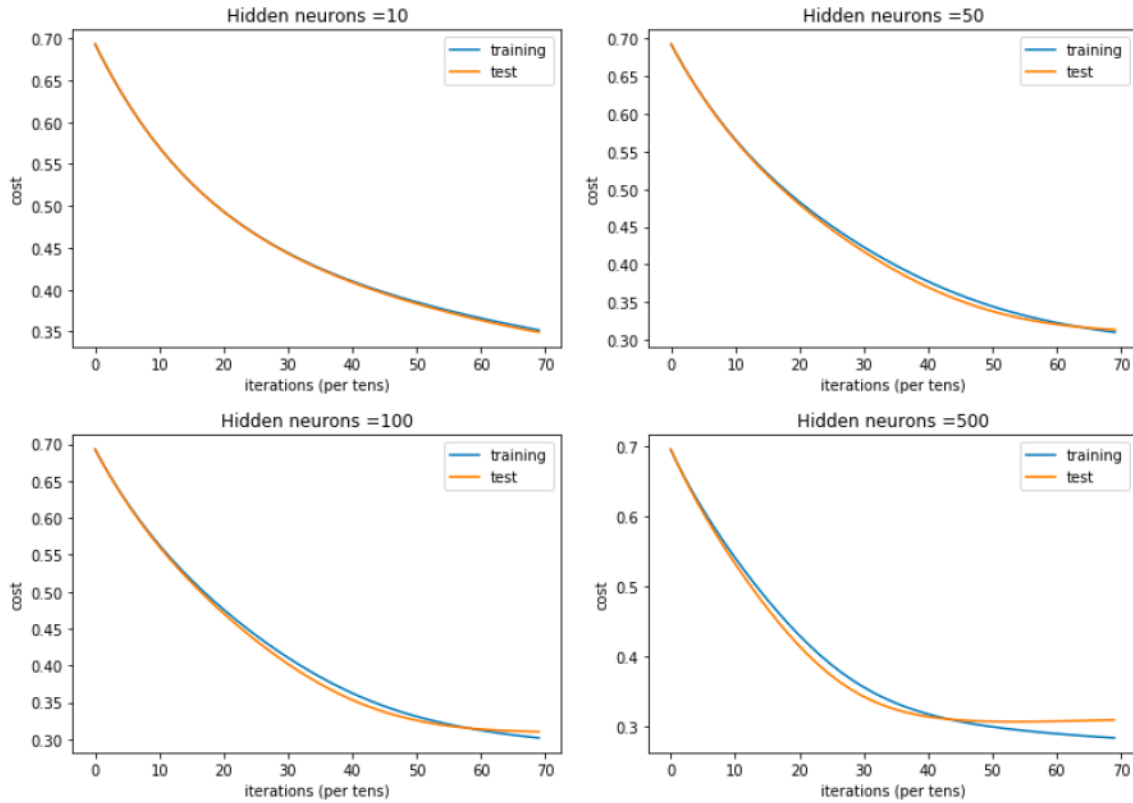 Hidden neurons =10
0.70
0.65
0.60
0.55
0.50
0.45
0.40
0.35
cost
training
test
0 10 20 30 40 50 60 70
iterations (per tens)
Hidden neurons =50
0.70
0.65
0.60
0.55
0.50
0.45
0.40
0.35
0.30
cost
training
test
0 10 20 30 40 50 60 70
iterations (per tens)
Hidden neurons =100
0.70
0.65
0.60
0.55
0.50
0.45
0.40
0.35
0.30
cost
training
test
0 10 20 30 40 50 60 70
iterations (per tens)
Hidden neurons =500
0.7
0.6
0.5
0.4
0.3
cost
training
test
0 10 20 30 40 50 60 70
iterations (per tens)